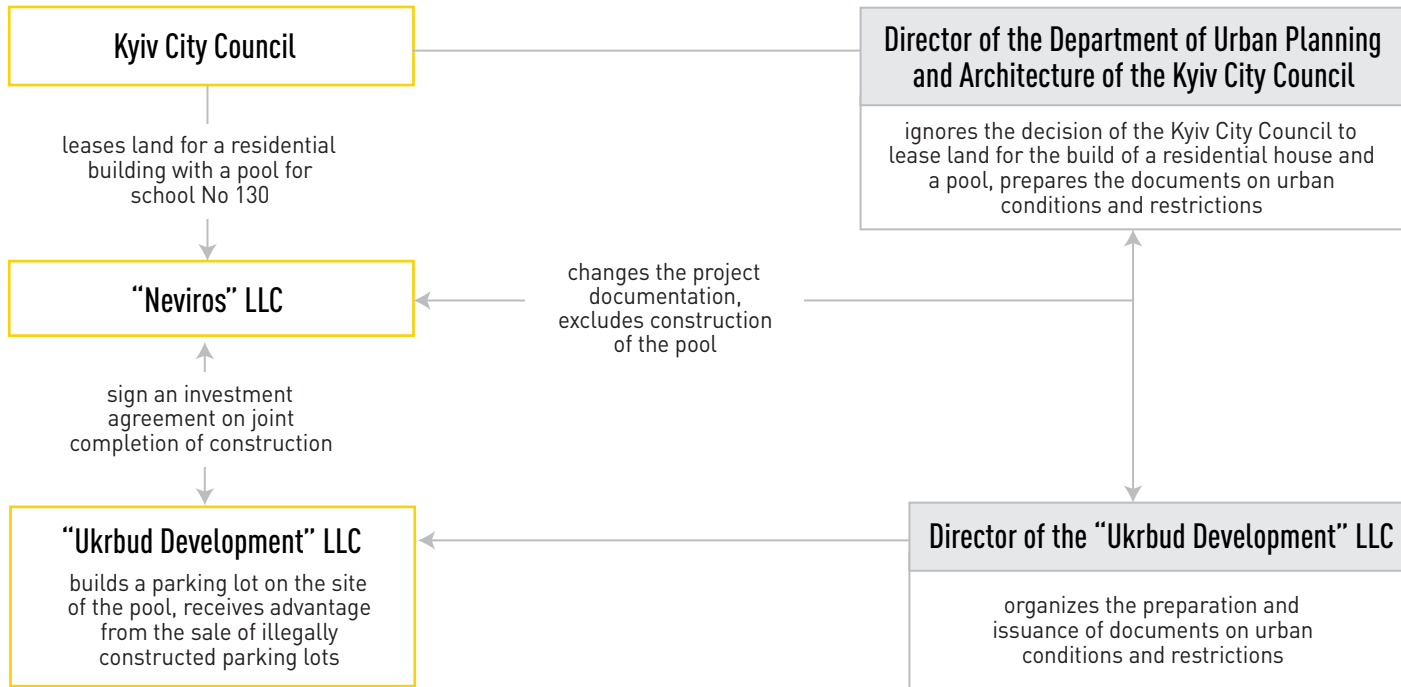 Kyiv City Council
Director of the Department of Urban Planning
and Architecture of the Kyiv City Council
ignores the decision of the Kyiv City Council to
lease land for the build of a residential house and
a pool, prepares the documents on urban
conditions and restrictions
leases land for a residential
building with a pool for
school No 130
“Neviros” LLC
changes the project
documentation,
excludes construction
of the pool
sign an investment
agreement on joint
completion of construction
“Ukrbud Development” LLC
builds a parking lot on the site
of the pool, receives advantage
from the sale of illegally
constructed parking lots
Director of the “Ukrbud Development” LLC
organizes the preparation and
issuance of documents on urban
conditions and restrictions